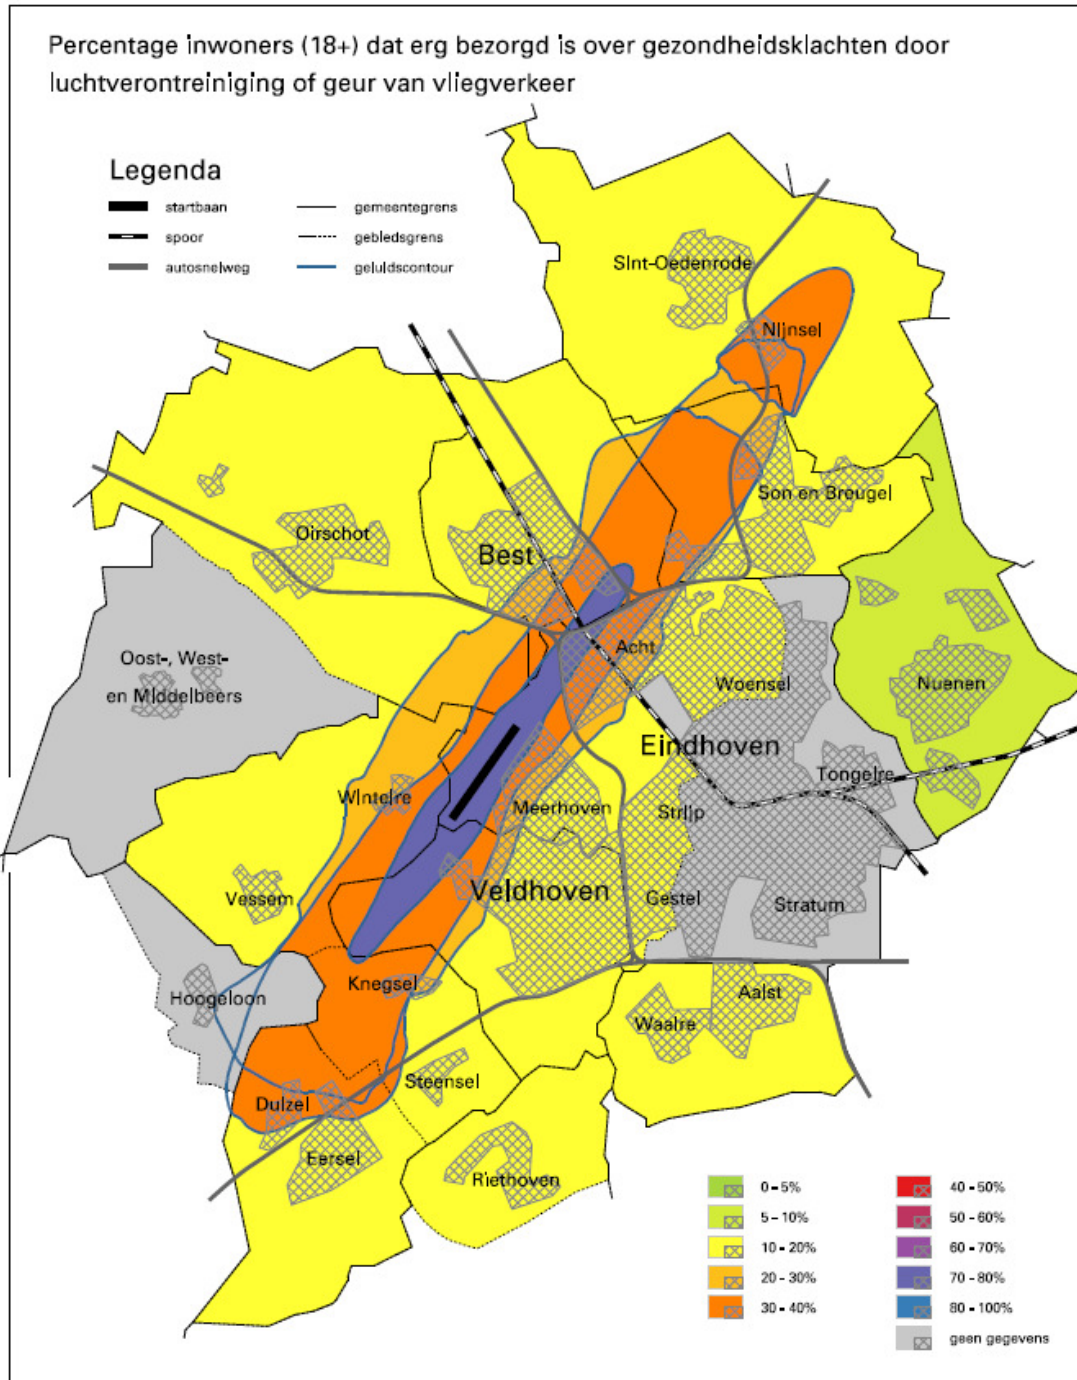 Percentage inwoners (18+) dat erg bezorgd is over gezondheidsklachten door
luchtverontreiniging of geur van vliegverkeer
Legenda
startbaan
gemeentegrens
spoor
gebiedsgrens
autosnelweg
geluidscontour
Sint-Oedenrode
Nijnsel
Son en Breugel
Oirschot
Best
Acht
Oost-, West-
en Middelbeers
Woensel
Nuenen
Eindhoven
Tongelre
Wintelre
Meerhoven
Strijp
Vessem
Veldhoven
Gestel
Stratum
Hoogeloon
Knegsel
Aalst
Waalre
Steensel
Duizel
Eersel
Riethoven
0 - 5%
5 - 10%
10 - 20%
20 - 30%
30 - 40%
40 - 50%
50 - 60%
60 - 70%
70 - 80%
80 - 100%
geen gegevens